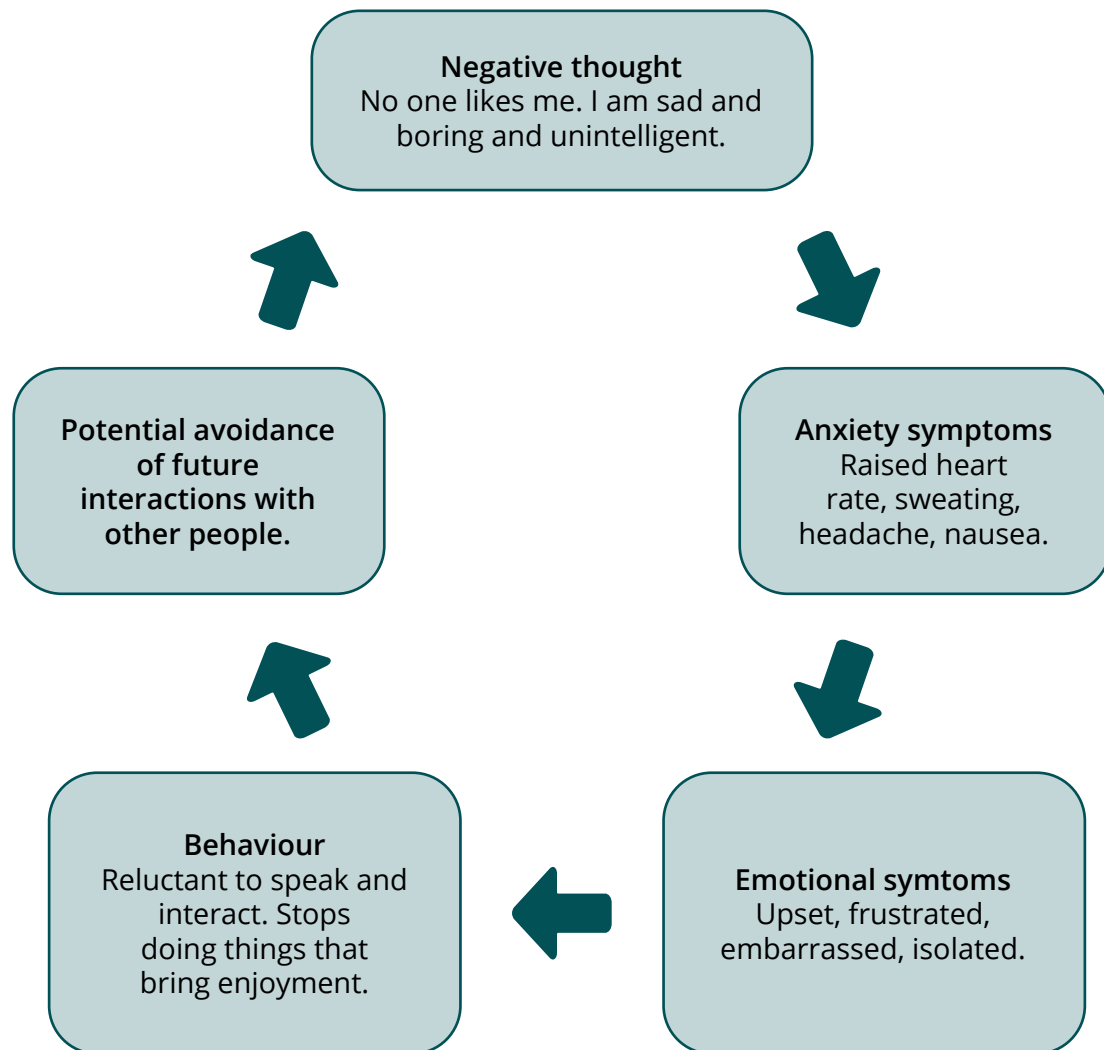 Negative thought
No one likes me. I am sad and
boring and unintelligent.
Anxiety symptoms
Raised heart
rate, sweating,
headache, nausea.
Emotional symtoms
Upset, frustrated,
embarrassed, isolated.
Behaviour
Reluctant to speak and
interact. Stops
doing things that
bring enjoyment.
Potential avoidance
of future
interactions with
other people.